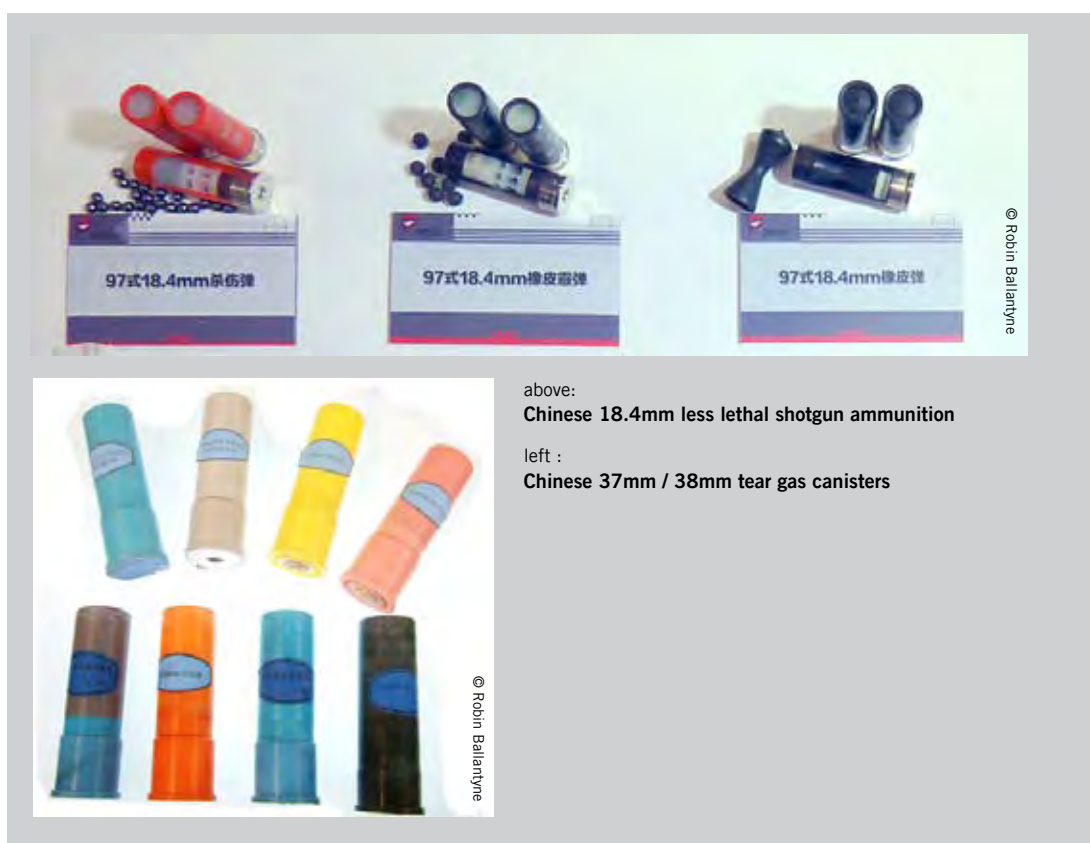 97式18.4mm杀伤弹
97式18.4mm橡皮霰弹
97式18.4mm橡皮弹
© Robin Ballantyne
above:
Chinese 18.4mm less lethal shotgun ammunition
left :
Chinese 37mm / 38mm tear gas canisters
© Robin Ballantyne